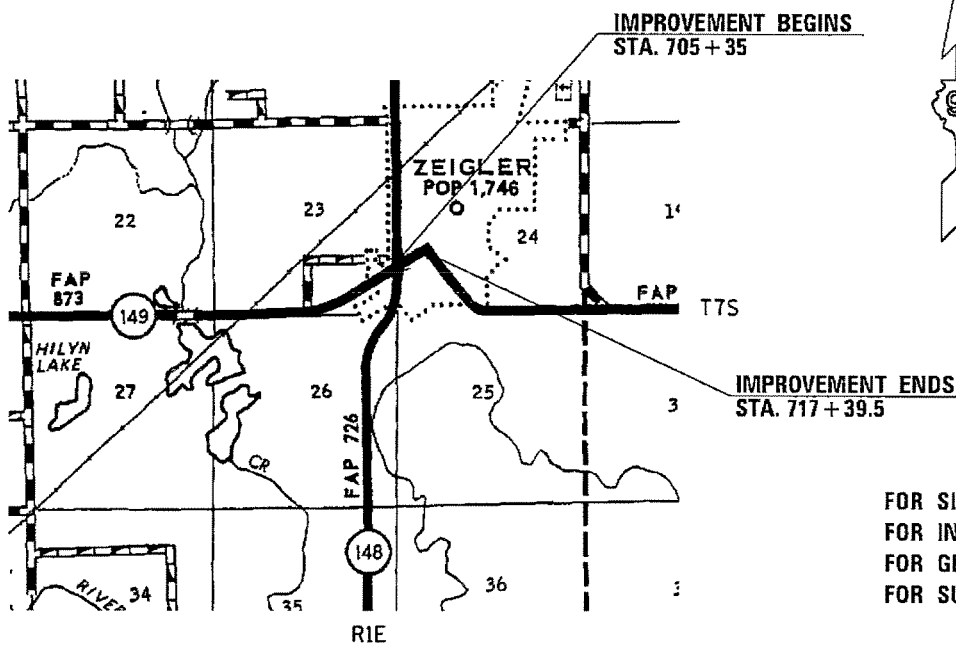 IMPROVEMENT BEGINS
STA. 705 + 35
ZEIGLER
POP 1,746
22
23
24
FAP
873
149
FAP
T7S
HILYN
LAKE
27
26
25
IMPROVEMENT ENDS
STA. 717 + 39.5
FAP 726
CR
148
FOR
FOR
FOR
FOR
RIVER
34
35
36
R1E